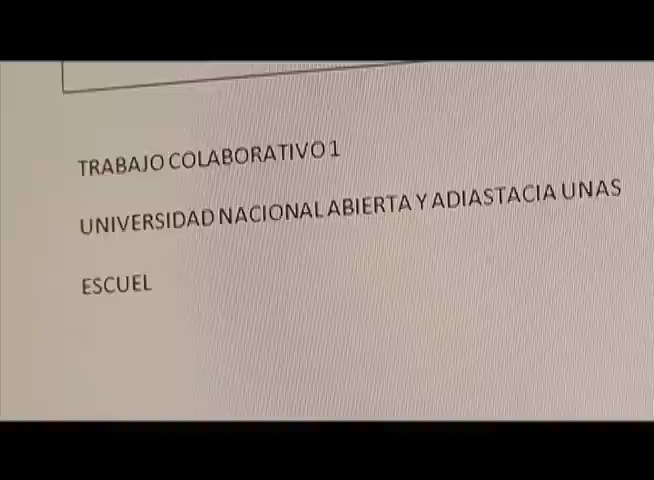 TRABAJO COLABORATIVO 1
UNIVERSIDAD NACIONAL ABIERTA Y ADIASTACIA UNAS
ESCUEL